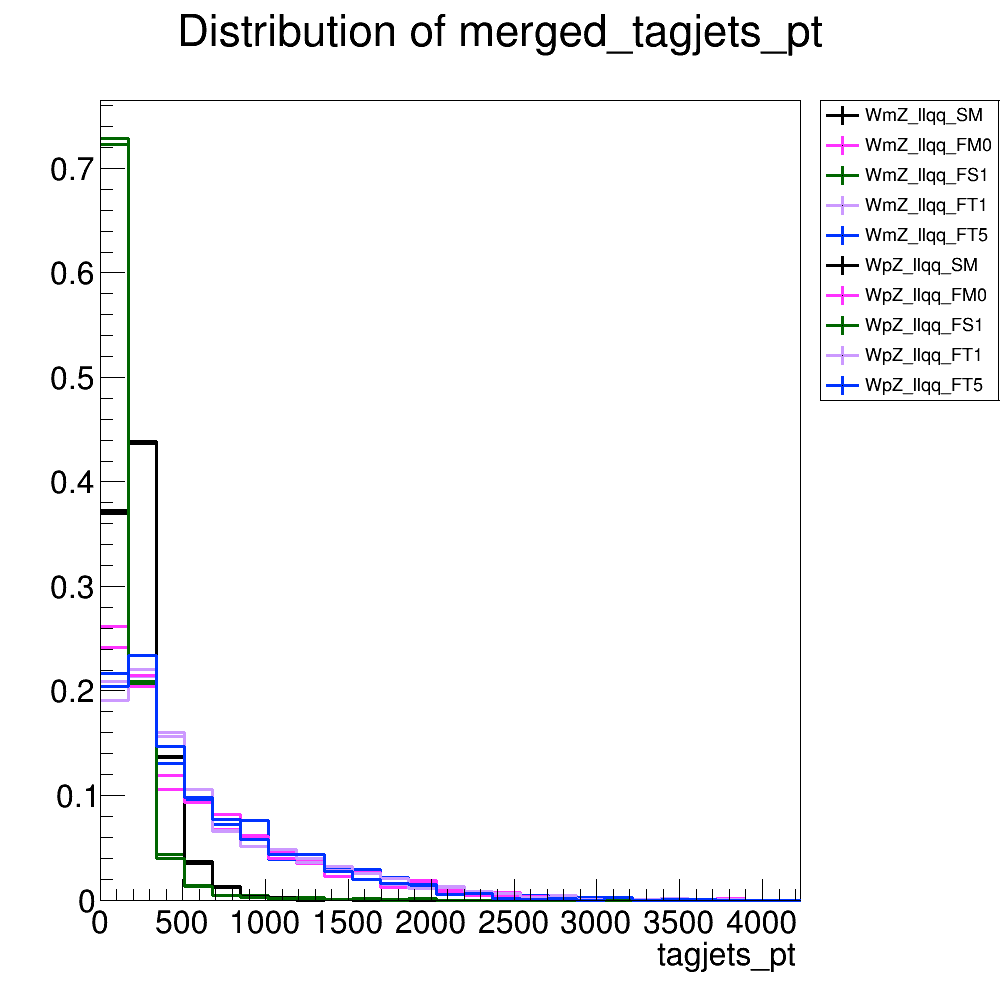 Distribution of merged_tagjets_pt
WmZ_llqq_SM
WmZ_llqq_FM0
WmZ_llqq_FS1
WmZ_llqq_FT1
WmZ_llqq_FT5
WpZ_llqq_SM
WpZ_llqq_FM0
WpZ_llqq_FS1
WpZ_llqq_FT1
WpZ_llqq_FT5
0.7
0.6
0.5
0.4
0.3
0.2
0.1
0
0 500 1000 1500 2000 2500 3000 3500 4000
tagjets_pt